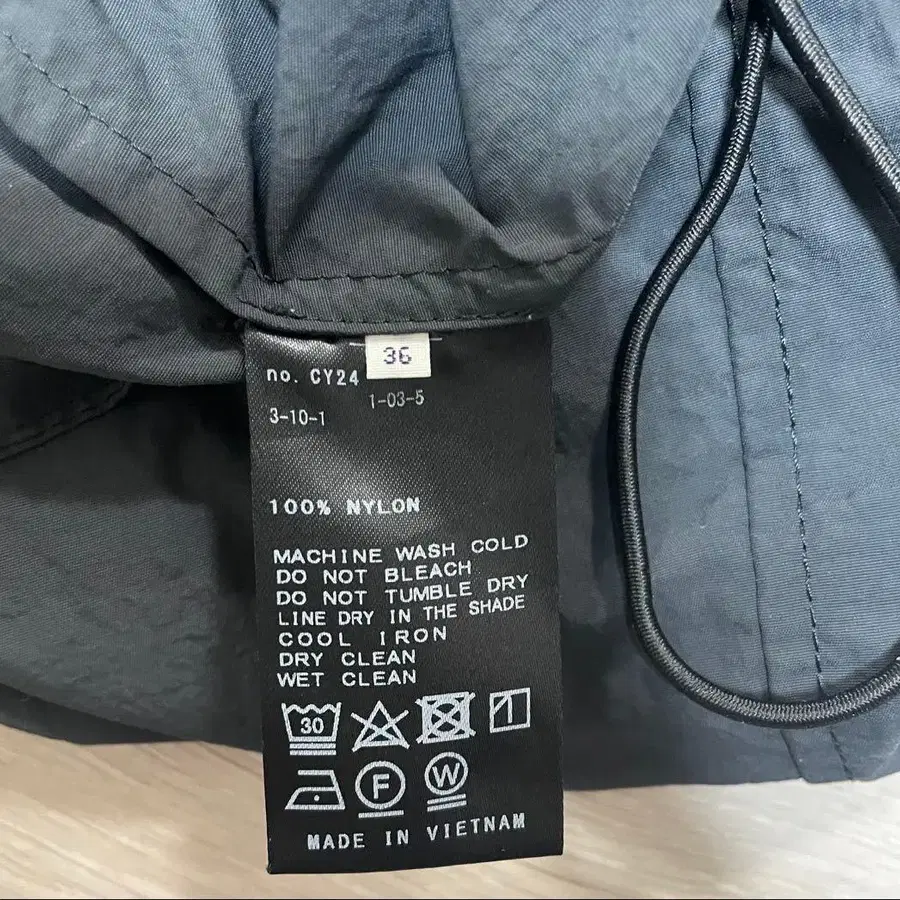 36
no. CY24
1-03-5
3-10-1
100% NYLON
MACHINE WASH COLD
DO NOT BLEACH
DO NOT TUMBLE DRY
LINE DRY IN THE SHADE
COOL IRON
DRY CLEAN
WET CLEAN
30
F
W
MADE IN VIETNAM